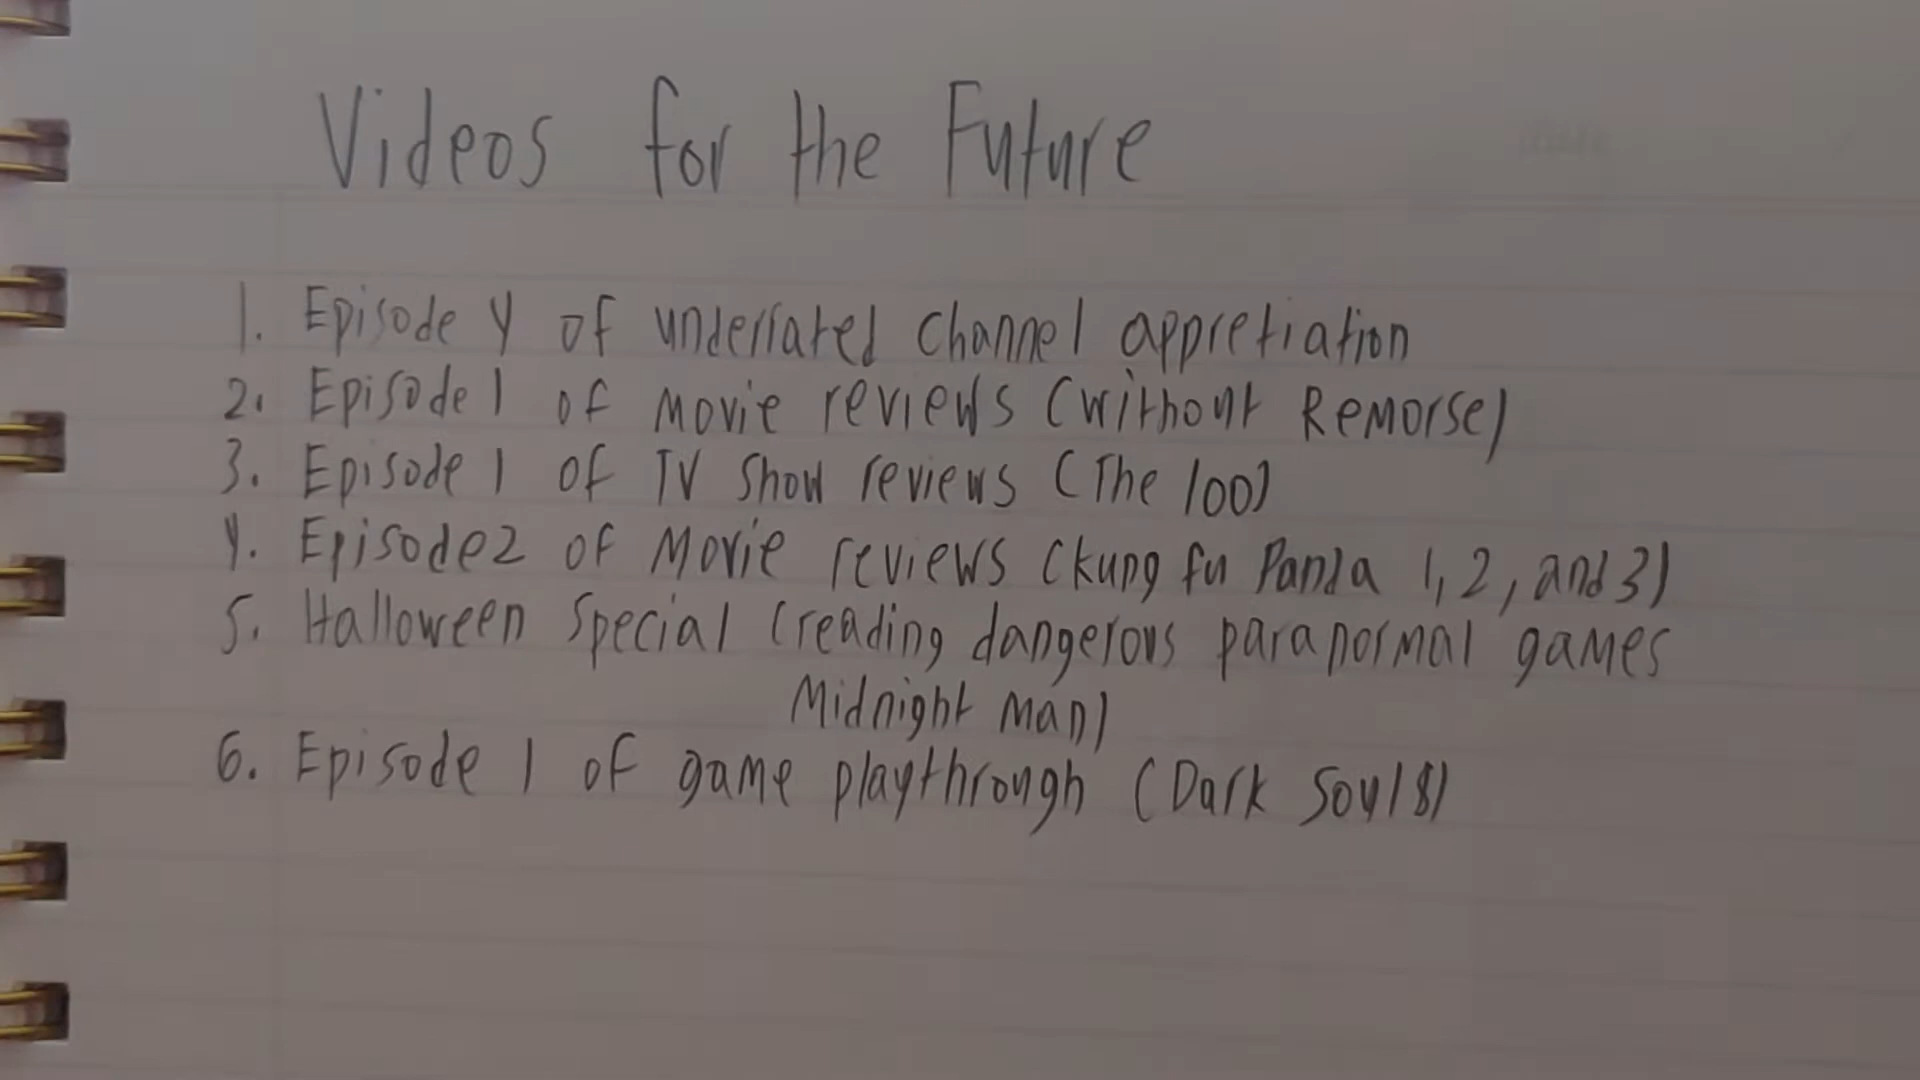 Videos for the Future
1. Episode 4 of underrated channel appretiation
2. Episode 1 of movie reviews (without Remorse)
3. Episode 1 of TV Show reviews (The 100)
4. Episode 2 of Movie reviews (kung fu Panda 1, 2, and 3)
5. Halloween Special (reading dangerous paranormal games
Midnight Man)
6. Episode 1 of game playthrough (Dark Souls)